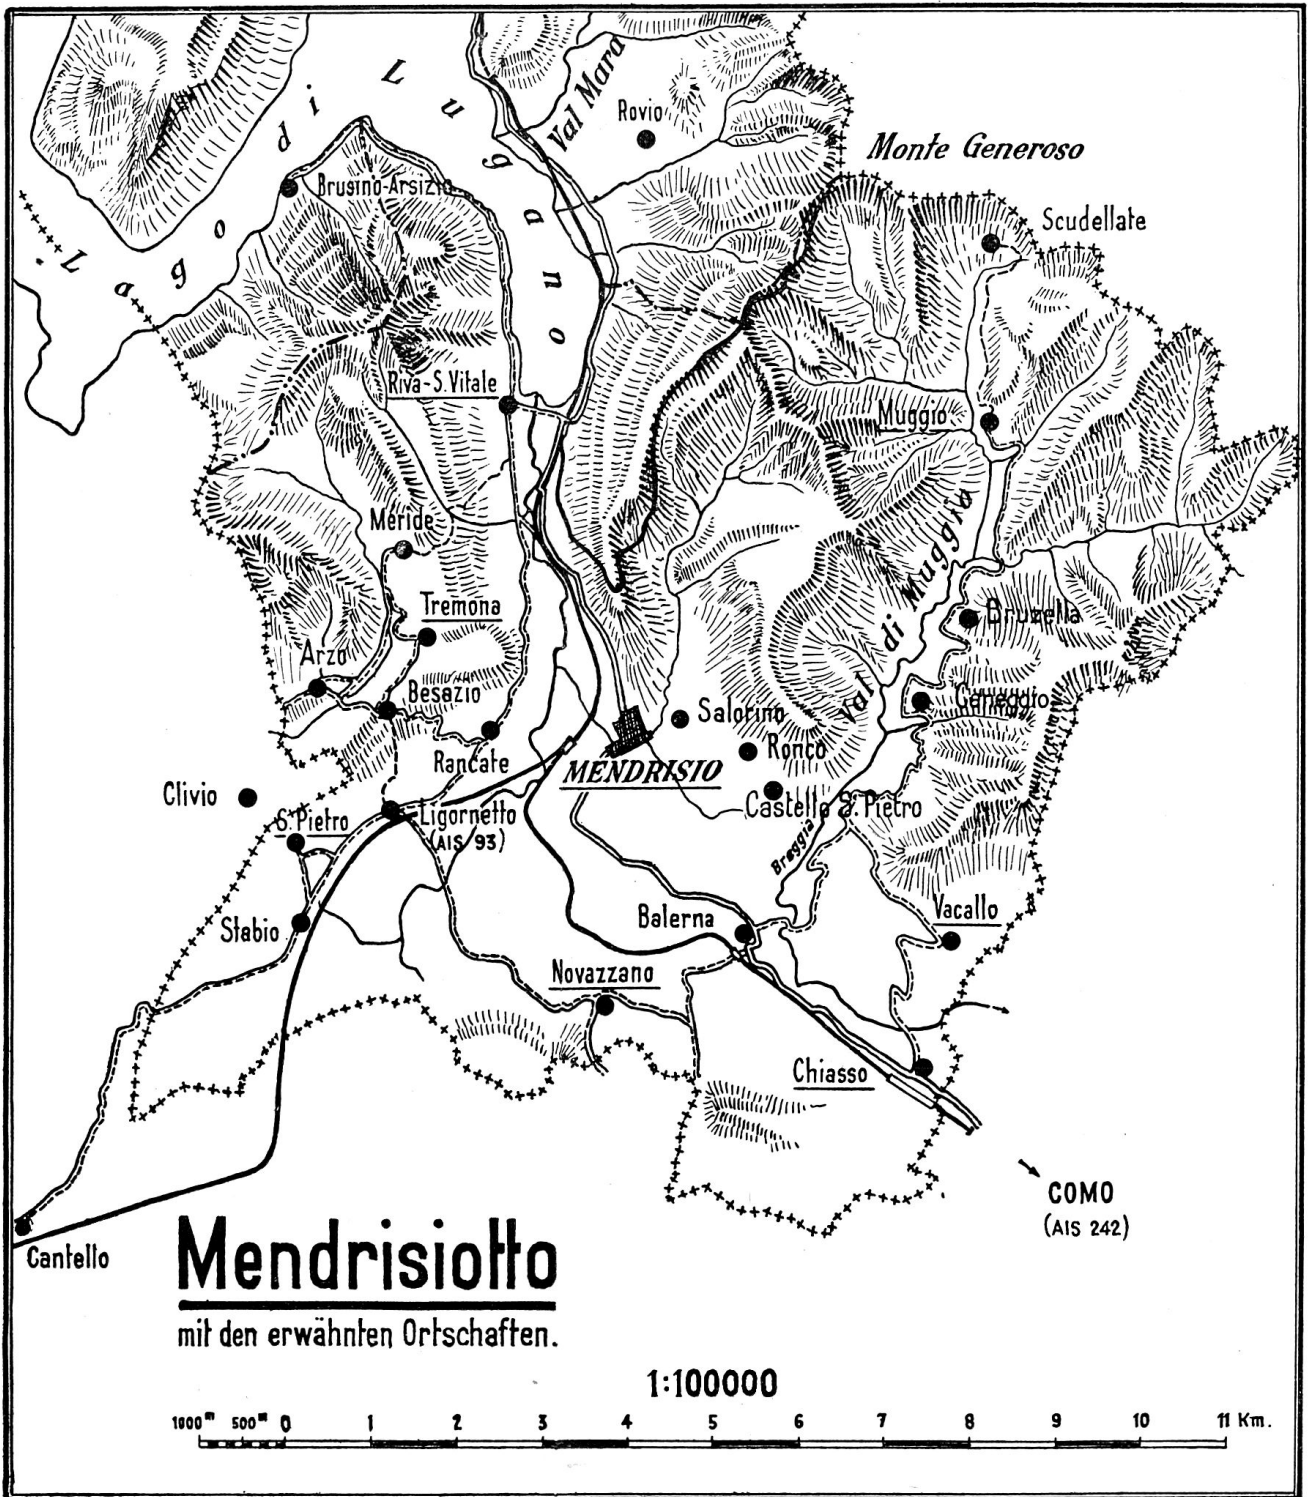 Lago di Lugano
Val Mara
Rovio
Monte Generoso
Brusino-Arsizio
Scudellate
Riva-S.Vitale
Muggio
Meride
Val di Muggio
Tremona
Bruzella
Arzo
Besazio
Caneggio
Salorino
Rancate
Ronco
MENDRISIO
Clivio
S. Pietro
Ligornetto
(AIS 93)
Castello S. Pietro
Breggia
Stabio
Balerna
Vacallo
Novazzano
Chiasso
COMO
(AIS 242)
Cantello
Mendrisiotto
mit den erwähnten Ortschaften.
1:100000
1000 m 500 m 0 1 2 3 4 5 6 7 8 9 10 11 Km.